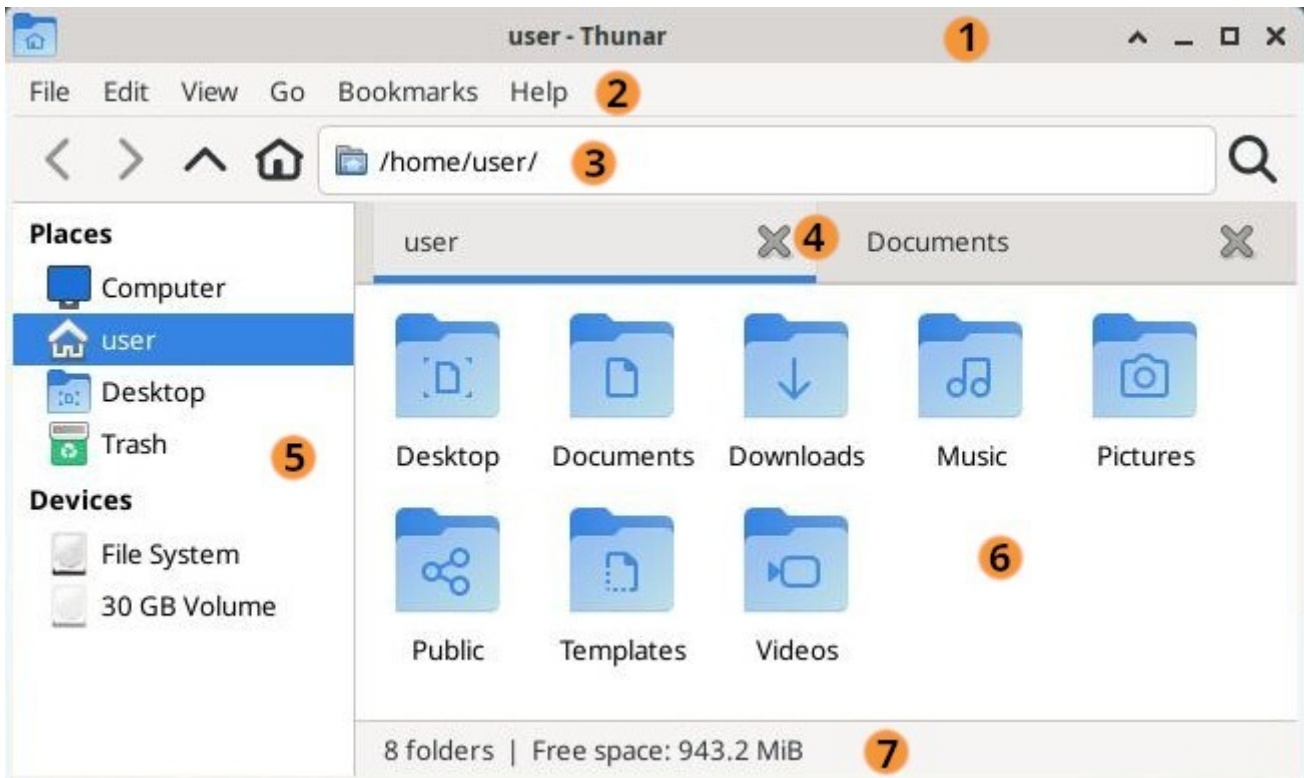 user - Thunar 1
File Edit View Go Bookmarks Help 2
/home/user/ 3
Places
Computer
user
Desktop
Trash
5
Devices
File System
30 GB Volume
user 4 Documents
Desktop Documents Downloads Music Pictures
6
Public Templates Videos
8 folders | Free space: 943.2 MiB 7